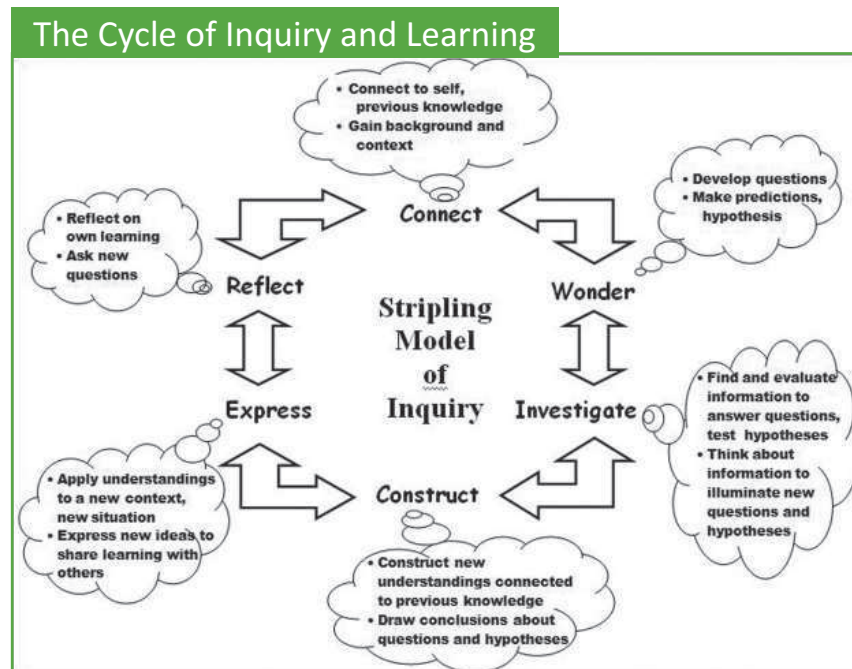 The Cycle of Inquiry and Learning
• Connect to self,
previous knowledge
• Gain background and
context
Connect
• Develop questions
• Make predictions,
hypothesis
Wonder
• Reflect on
own learning
• Ask new
questions
Reflect
Stripling
Model
of
Inquiry
Investigate
• Find and evaluate
information to
answer questions,
test hypotheses
• Think about
information to
illuminate new
questions and
hypotheses
Express
• Apply understandings
to a new context,
new situation
• Express new ideas to
share learning with
others
Construct
• Construct new
understandings connected
to previous knowledge
• Draw conclusions about
questions and hypotheses